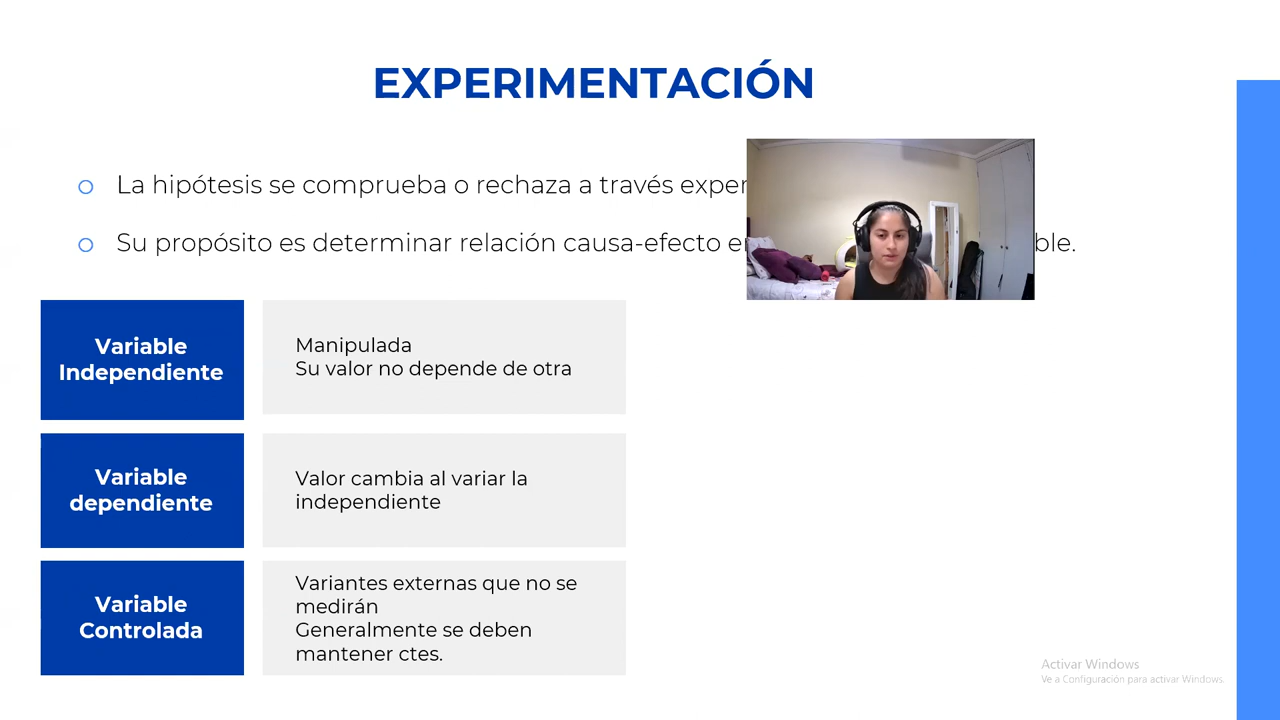 EXPERIMENTACIÓN
La hipótesis se comprueba o rechaza a través
Su propósito es determinar relación causa-efecto
Variable
Independiente
Manipulada
Su valor no depende de otra
Variable
dependiente
Valor cambia al variar la
independiente
Variable
Controlada
Variantes externas que no se
medirán
Generalmente se deben
mantener ctes.
Activar Windows
Ve a Configuración para activar Windows.